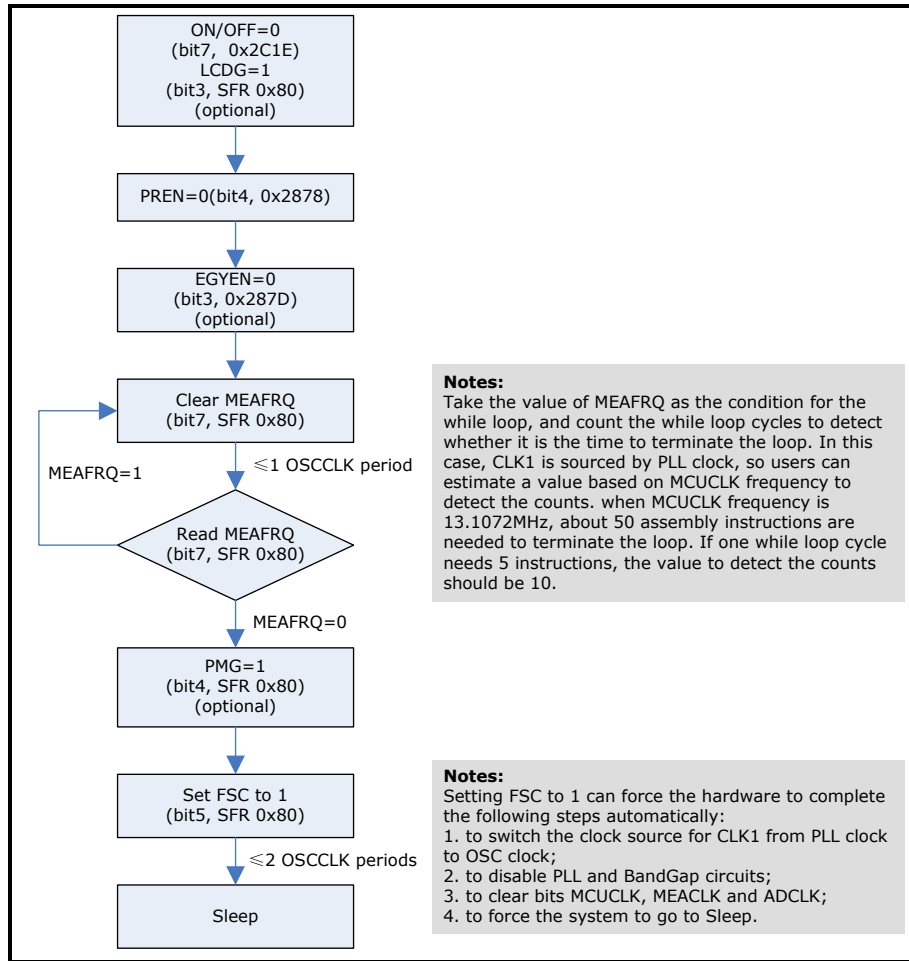 ON/OFF=0
(bit7,  0x2C1E)
LCDG=1
(bit3, SFR 0x80)
(optional)
PREN=0(bit4, 0x2878)
EGYEN=0
(bit3, 0x287D)
(optional)
Clear MEAFRQ
(bit7, SFR 0x80)
MEAFRQ=1
≤1 OSCCLK period
Read MEAFRQ
(bit7, SFR 0x80)
MEAFRQ=0
Notes:
Take the value of MEAFRQ as the condition for the
while loop, and count the while loop cycles to detect
whether it is the time to terminate the loop. In this
case, CLK1 is sourced by PLL clock, so users can
estimate a value based on MCUCLK frequency to
detect the counts. when MCUCLK frequency is
13.1072MHz, about 50 assembly instructions are
needed to terminate the loop. If one while loop cycle
needs 5 instructions, the value to detect the counts
should be 10.
PMG=1
(bit4, SFR 0x80)
(optional)
Set FSC to 1
(bit5, SFR 0x80)
≤2 OSCCLK periods
Sleep
Notes:
Setting FSC to 1 can force the hardware to complete
the following steps automatically:
1. to switch the clock source for CLK1 from PLL clock
to OSC clock;
2. to disable PLL and BandGap circuits;
3. to clear bits MCUCLK, MEACLK and ADCLK;
4. to force the system to go to Sleep.